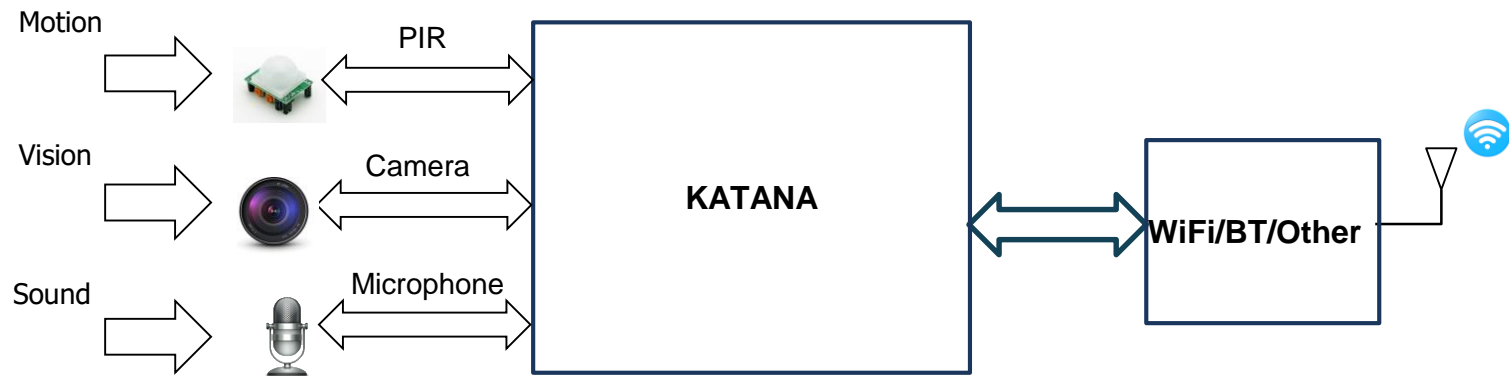 Motion
PIR
Vision
Camera
KATANA
WiFi/BT/Other
Sound
Microphone